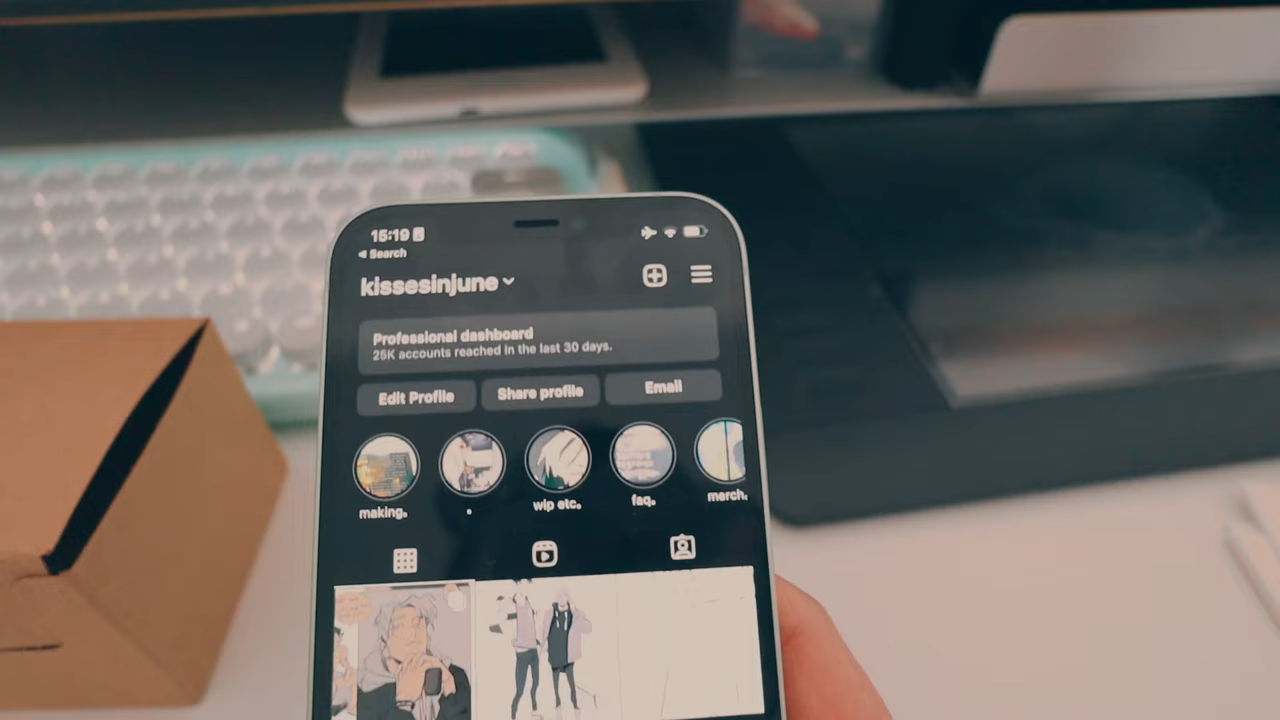 15:19
Search
kissesinjune
Professional dashboard
25K accounts reached in the last 30 days.
Edit Profile
Share profile
Email
making.
.
wip etc.
faq.
merch.